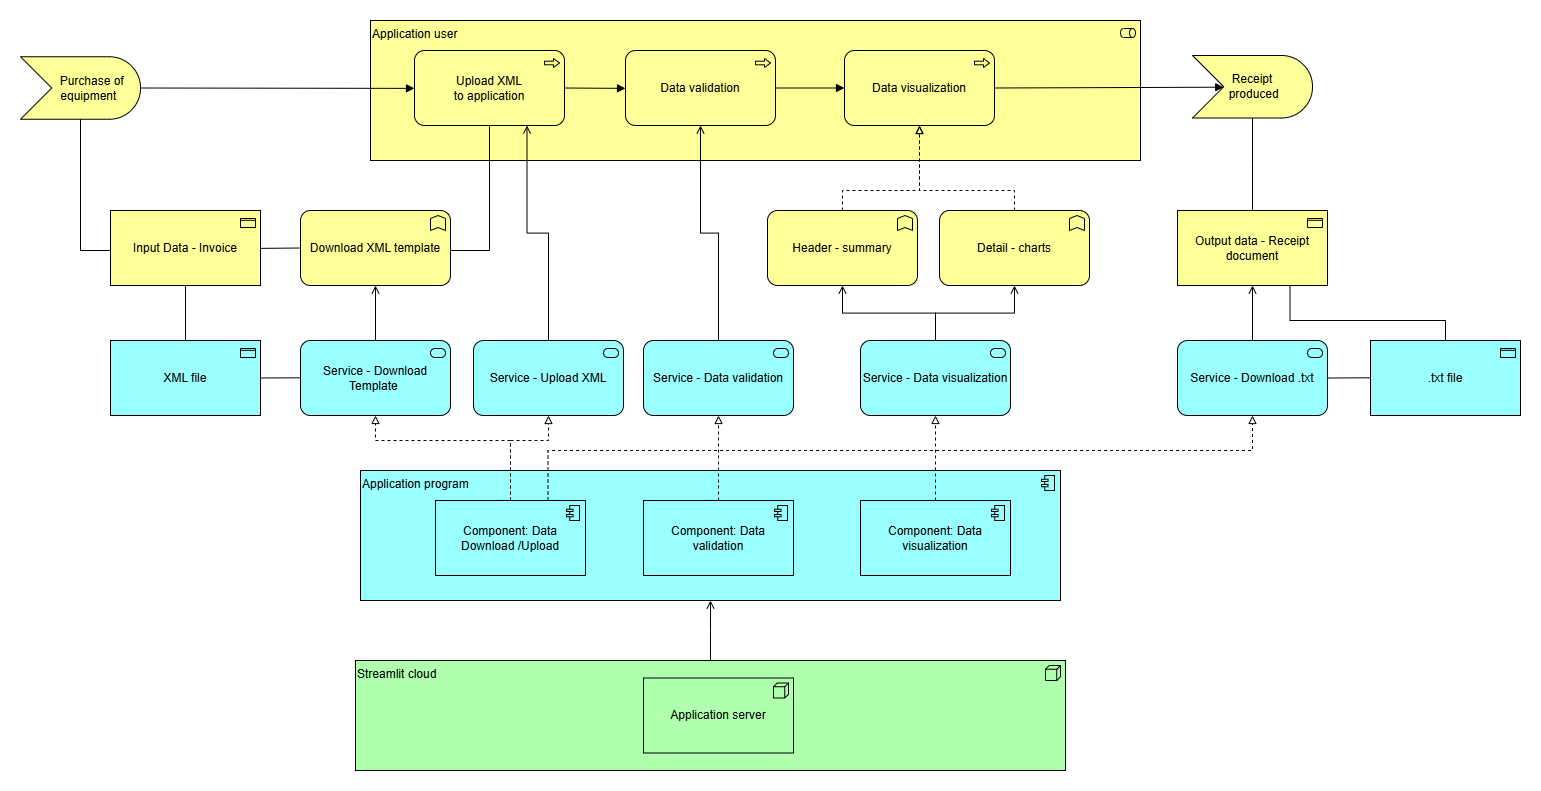 Application user
Purchase of
equipment
Upload XML
to application
Data validation
Data visualization
Receipt
produced
Input Data - Invoice
Download XML template
Header - summary
Detail - charts
Output data - Receipt
document
XML file
Service - Download
Template
Service - Upload XML
Service - Data validation
Service - Data visualization
Service - Download .txt
.txt file
Application program
Component: Data
Download /Upload
Component: Data
validation
Component: Data
visualization
Streamlit cloud
Application server